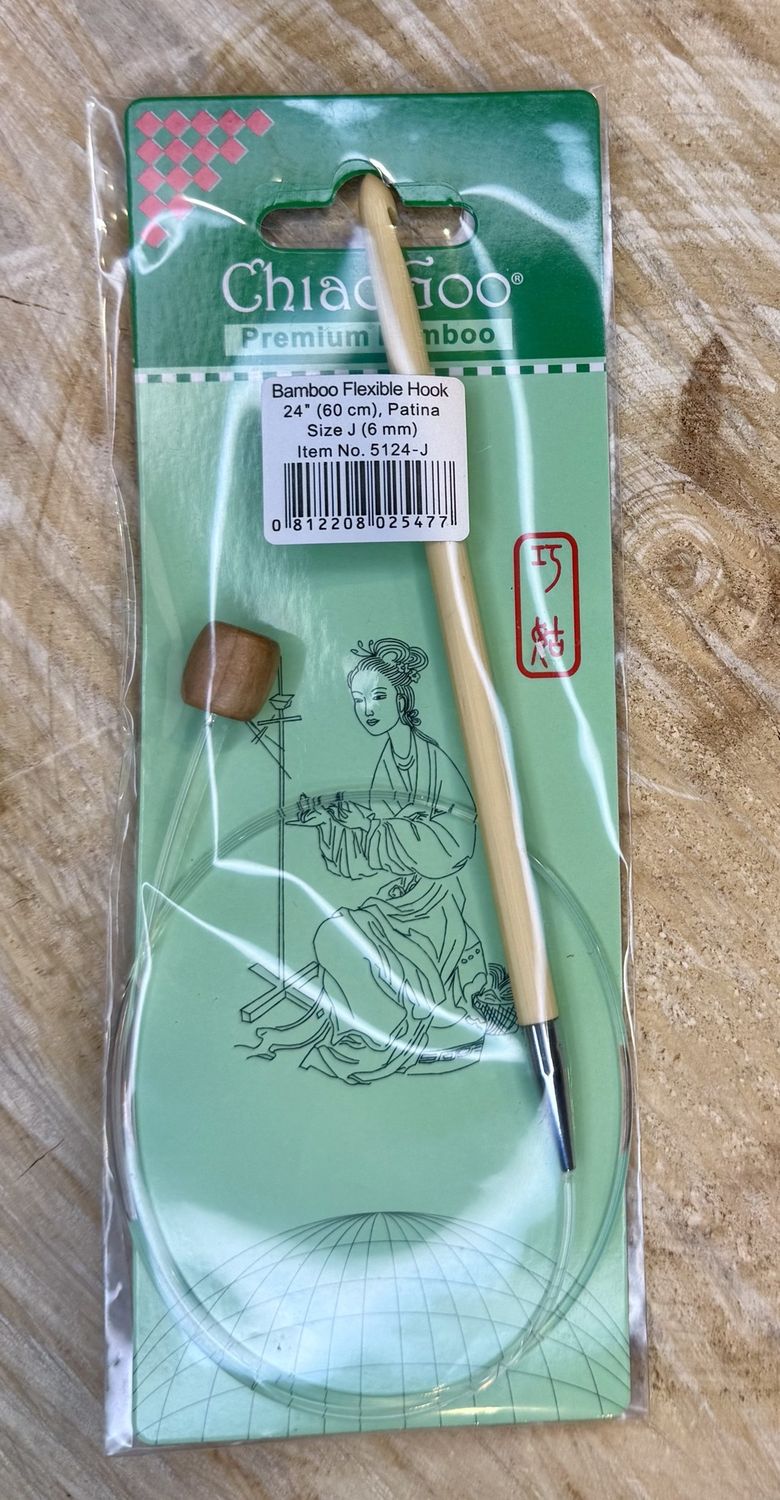 ChiaoGoo®
Premium Bamboo
Bamboo Flexible Hook
24" (60 cm), Patina
Size J (6 mm)
Item No. 5124-J
0 812208 025477
巧
姑